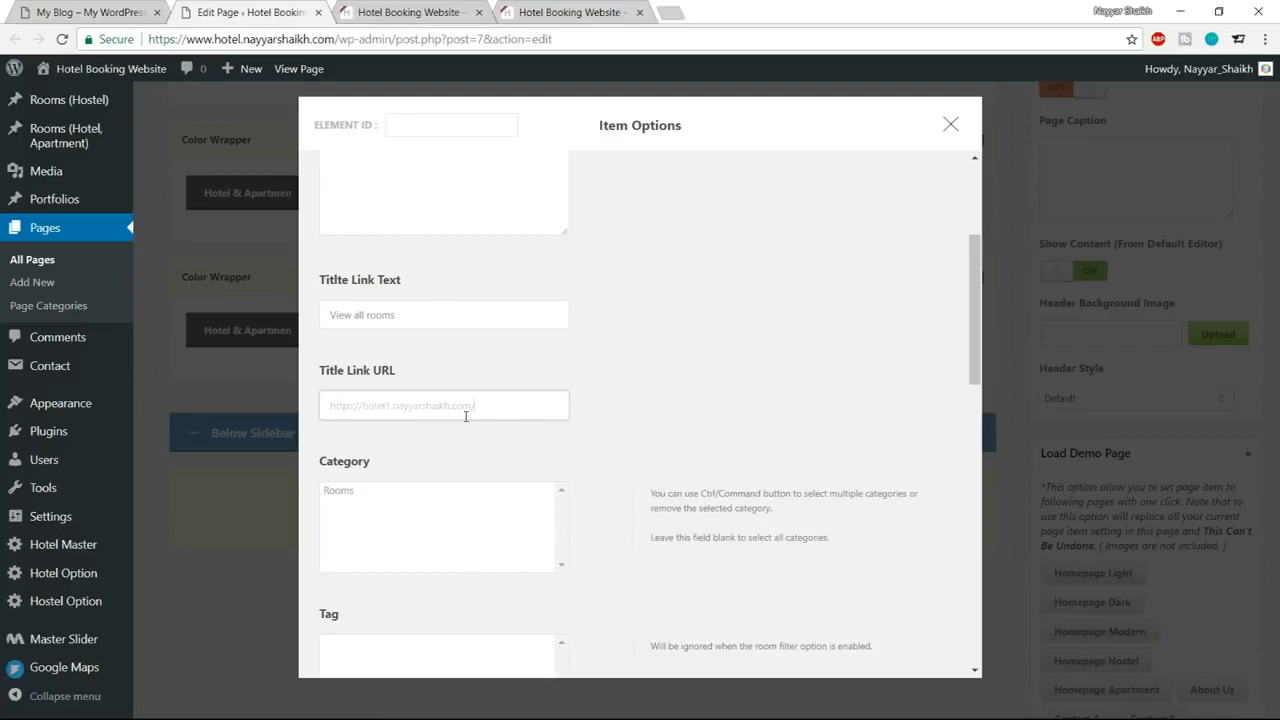 My Blog – My WordPress
Edit Page ‹ Hotel Bookin
Hotel Booking Website –
Hotel Booking Website –
Nayyar Shaikh
Secure
https://www.hotel.nayyarshaikh.com/wp-admin/post.php?post=7&action=edit
ABP
Hotel Booking Website
0
New
View Page
Howdy, Nayyar_Shaikh
Rooms (Hostel)
Rooms (Hotel,
Apartment)
Media
Portfolios
Pages
All Pages
Add New
Page Categories
Comments
Contact
Appearance
Plugins
Users
Tools
Settings
Hotel Master
Hotel Option
Hostel Option
Master Slider
Google Maps
Collapse menu
Color Wrapper
Hotel & Apartmen
Color Wrapper
Hotel & Apartmen
Below Sidebar
ELEMENT ID :
Item Options
Titlte Link Text
View all rooms
Title Link URL
https://hotel1.nayyarshaikh.com/
Category
Rooms
You can use Ctrl/Command button to select multiple categories or
remove the selected category.
Leave this field blank to select all categories.
Tag
Will be ignored when the room filter option is enabled.
Page Caption
Show Content (From Default Editor)
ON
Header Background Image
Upload
Header Style
Default
Load Demo Page
*This option allow you to set page item to
following pages with one click. Note that to
use this option will replace all your current
page item setting in this page and This Can't
Be Undone. ( Images are not included. )
Homepage Light
Homepage Dark
Homepage Modern
Homepage Hostel
Homepage Apartment
About Us